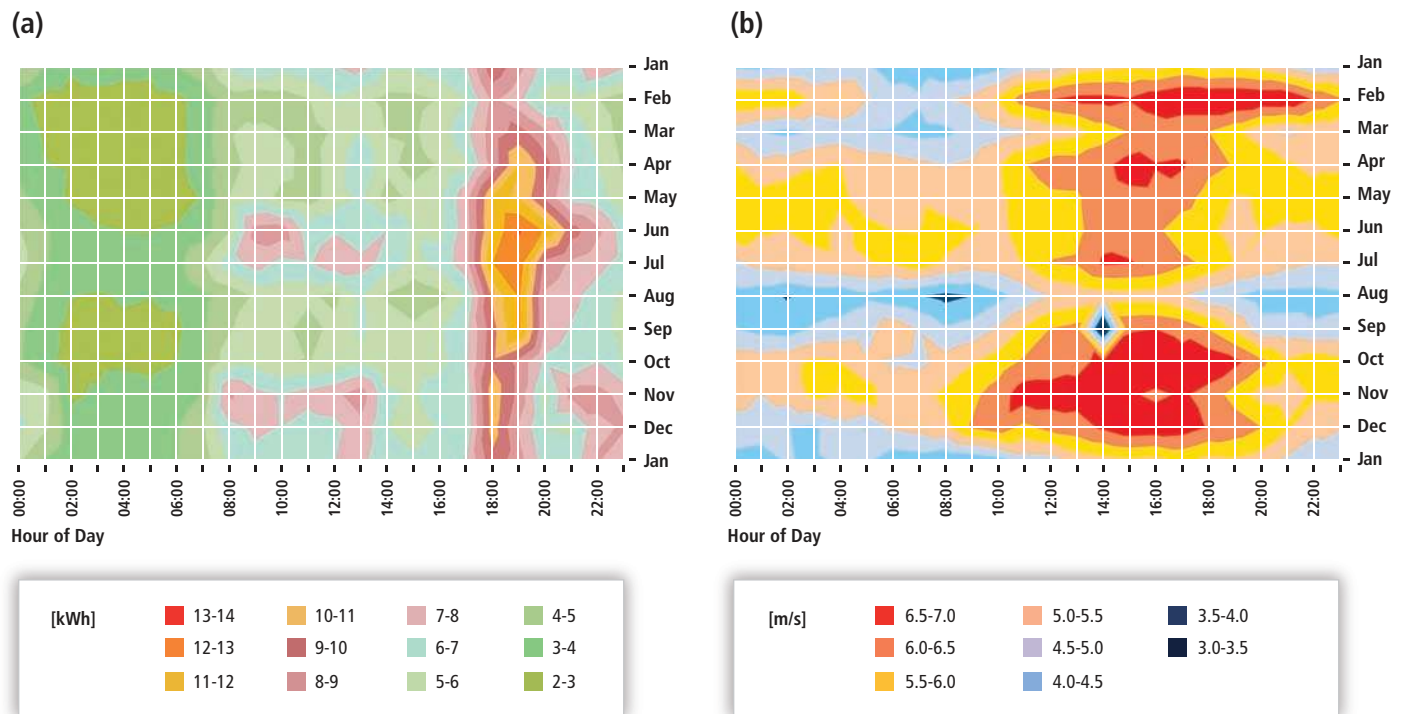 (a)
Jan
Feb
Mar
Apr
May
Jun
Jul
Aug
Sep
Oct
Nov
Dec
Jan
00:00 02:00 04:00 06:00 08:00 10:00 12:00 14:00 16:00 18:00 20:00 22:00
Hour of Day
[kWh] 13-14 10-11 7-8 4-5
12-13 9-10 6-7 3-4
11-12 8-9 5-6 2-3
(b)
Jan
Feb
Mar
Apr
May
Jun
Jul
Aug
Sep
Oct
Nov
Dec
Jan
00:00 02:00 04:00 06:00 08:00 10:00 12:00 14:00 16:00 18:00 20:00 22:00
Hour of Day
[m/s] 6.5-7.0 5.0-5.5 3.5-4.0
6.0-6.5 4.5-5.0 3.0-3.5
5.5-6.0 4.0-4.5